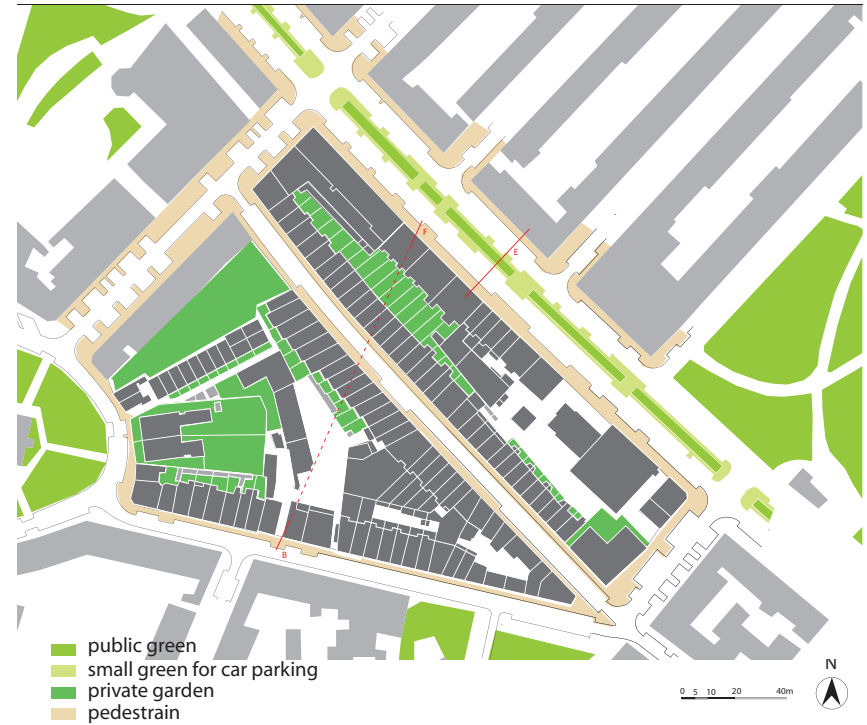 F
E
B
public green
small green for car parking
private garden
pedestrain
0 5 10 20 40m
N